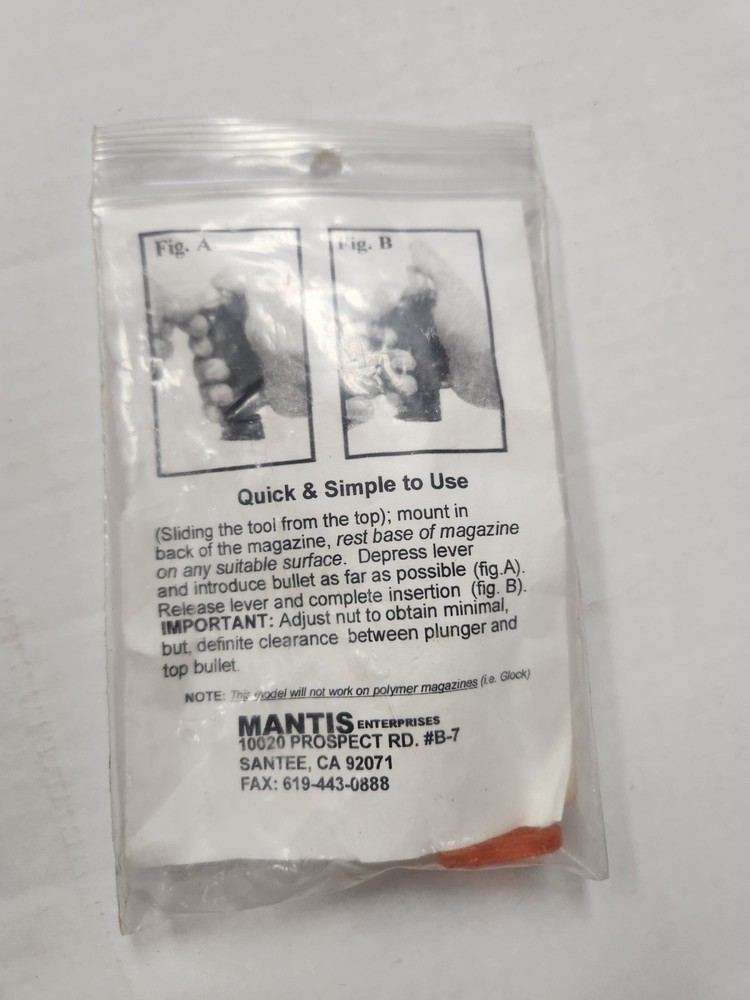 Fig. A
Fig. B
Quick & Simple to Use
(Sliding the tool from the top); mount in
back of the magazine, rest base of magazine
on any suitable surface. Depress lever
and introduce bullet as far as possible (fig.A).
Release lever and complete insertion (fig. B).
IMPORTANT: Adjust nut to obtain minimal,
but, definite clearance between plunger and
top bullet.
NOTE: This model will not work on polymer magazines (i.e. Glock)
MANTIS ENTERPRISES
10020 PROSPECT RD. #B-7
SANTEE, CA 92071
FAX: 619-443-0888